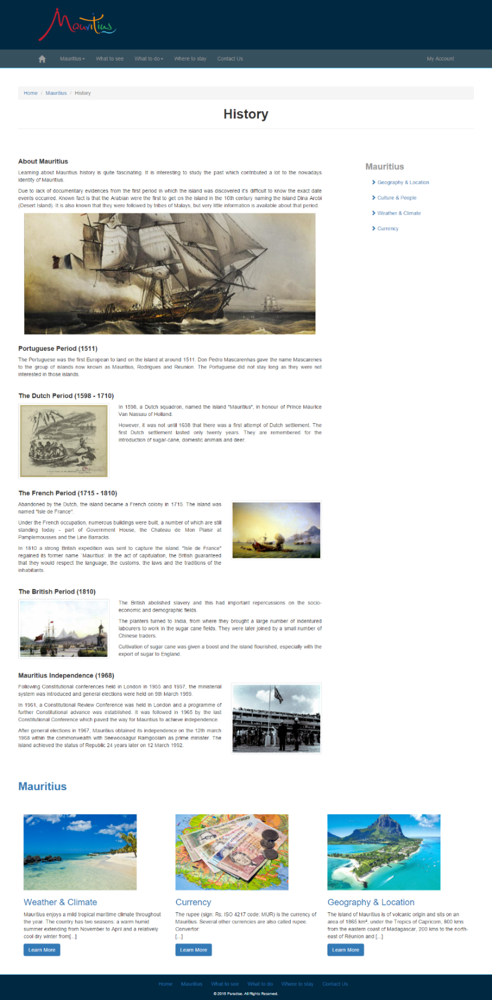 Mauritius
Mauritius What to see What to do Where to stay Contact Us My Account
Home / Mauritius / History
History
About Mauritius
Learning about Mauritius history is quite fascinating. It is interesting to study the past which contributed a lot to the nowadays
identity of Mauritius.
Due to lack of documentary evidences from the first period in which the island was discovered it's difficult to know the exact date
events occurred. Known fact is that the Arabian were the first to get on the island in the 10th century naming the island Dina Arobi
(Desert Island). It is also known that they were followed by tribes of Malays, but very little information is available about that period.
Mauritius
Geography & Location
Culture & People
Weather & Climate
Currency
Portuguese Period (1511)
The Portuguese was the first European to land on the island at around 1511. Don Pedro Mascarenhas gave the name Mascarenes
to the group of islands now known as Mauritius, Rodrigues and Reunion. The Portuguese did not stay long as they were not
interested in those islands.
The Dutch Period (1598 - 1710)
In 1598, a Dutch squadron, named the island "Mauritius", in honour of Prince Maurice
Van Nassau of Holland.
However, it was not until 1638 that there was a first attempt of Dutch settlement. The
first Dutch settlement lasted only twenty years. They are remembered for the
introduction of sugar-cane, domestic animals and deer.
The French Period (1715 - 1810)
Abandoned by the Dutch, the island became a French colony in 1715. The island was
named "Isle de France".
Under the French occupation, numerous buildings were built, a number of which are still
standing today - part of Government House, the Chateau de Mon Plaisir at
Pamplemousses and the Line Barracks.
In 1810 a strong British expedition was sent to capture the island. "Isle de France"
regained its former name `Mauritius'. In the act of capitulation, the British guaranteed
that they would respect the language, the customs, the laws and the traditions of the
inhabitants.
The British Period (1810)
The British abolished slavery and this had important repercussions on the socio-
economic and demographic fields.
The planters turned to India, from where they brought a large number of indentured
labourers to work in the sugar cane fields. They were later joined by a small number of
Chinese traders.
Cultivation of sugar cane was given a boost and the island flourished, especially with the
export of sugar to England.
Mauritius Independence (1968)
Following Constitutional conferences held in London in 1955 and 1957, the ministerial
system was introduced and general elections were held on 9th March 1959.
In 1961, a Constitutional Review Conference was held in London and a programme of
further Constitutional advance was established. It was followed in 1965 by the last
Constitutional Conference which paved the way for Mauritius to achieve independence.
After general elections in 1967, Mauritius obtained its independence on the 12th march
1968 within the commonwealth with Seewoosagur Ramgoolam as prime minister. The
island achieved the status of Republic 24 years later on 12 March 1992.
Mauritius
Weather & Climate
Mauritius enjoys a mild tropical maritime climate throughout
the year. The country has two seasons: a warm humid
summer extending from November to April and a relatively
cool dry winter from[...]
Learn More
Currency
The rupee (sign: Rs; ISO 4217 code: MUR) is the currency of
Mauritius. Several other currencies are also called rupee.
Convertor:
[...]
Learn More
Geography & Location
The island of Mauritius is of volcanic origin and sits on an
area of 1865 km², under the Tropics of Capricorn, 800 kms
from the eastern coast of Madagascar, 200 kms to the north-
east of Réunion and [...]
Learn More
Home Mauritius What to see What to do Where to stay Contact Us
© 2015 Paradise. All Rights Reserved.